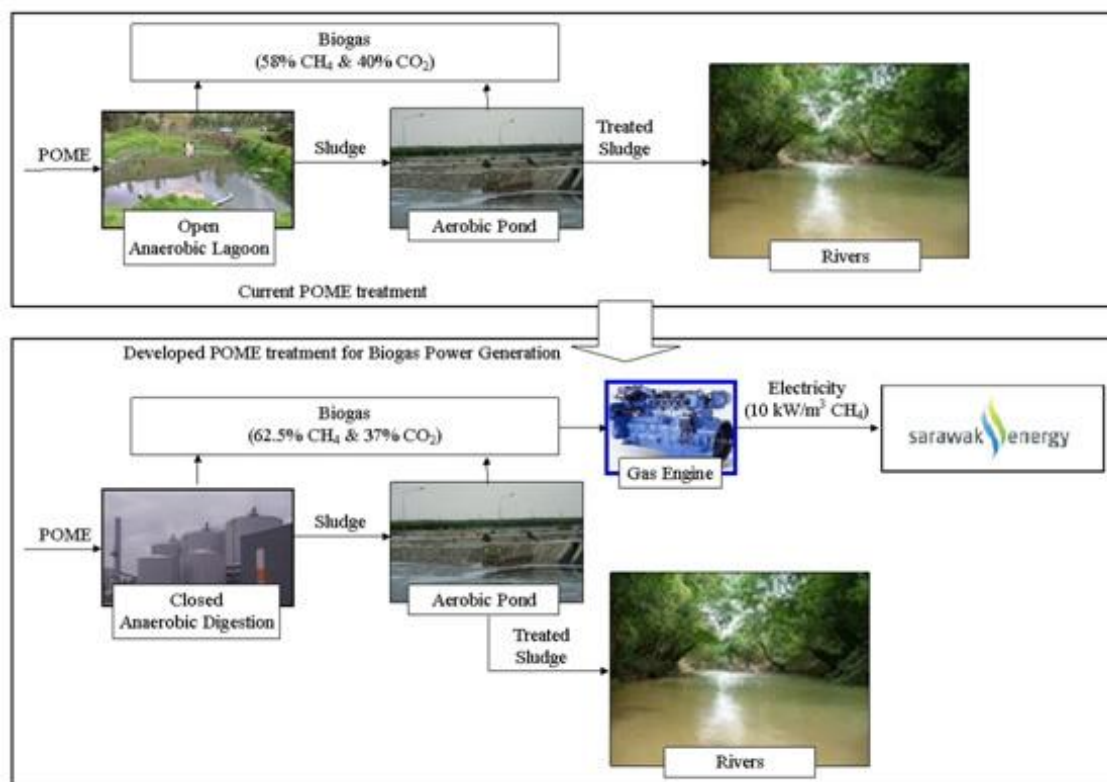 Biogas
(58% CH₄ & 40% CO₂)
POME
Sludge
Treated
Sludge
Open
Anaerobic Lagoon
Aerobic Pond
Rivers
Current POME treatment
Developed POME treatment for Biogas Power Generation
Biogas
(62.5% CH₄ & 37% CO₂)
Gas Engine
Electricity
(10 kW/m³ CH₄)
sarawak energy
POME
Sludge
Closed
Anaerobic Digestion
Aerobic Pond
Treated
Sludge
Rivers